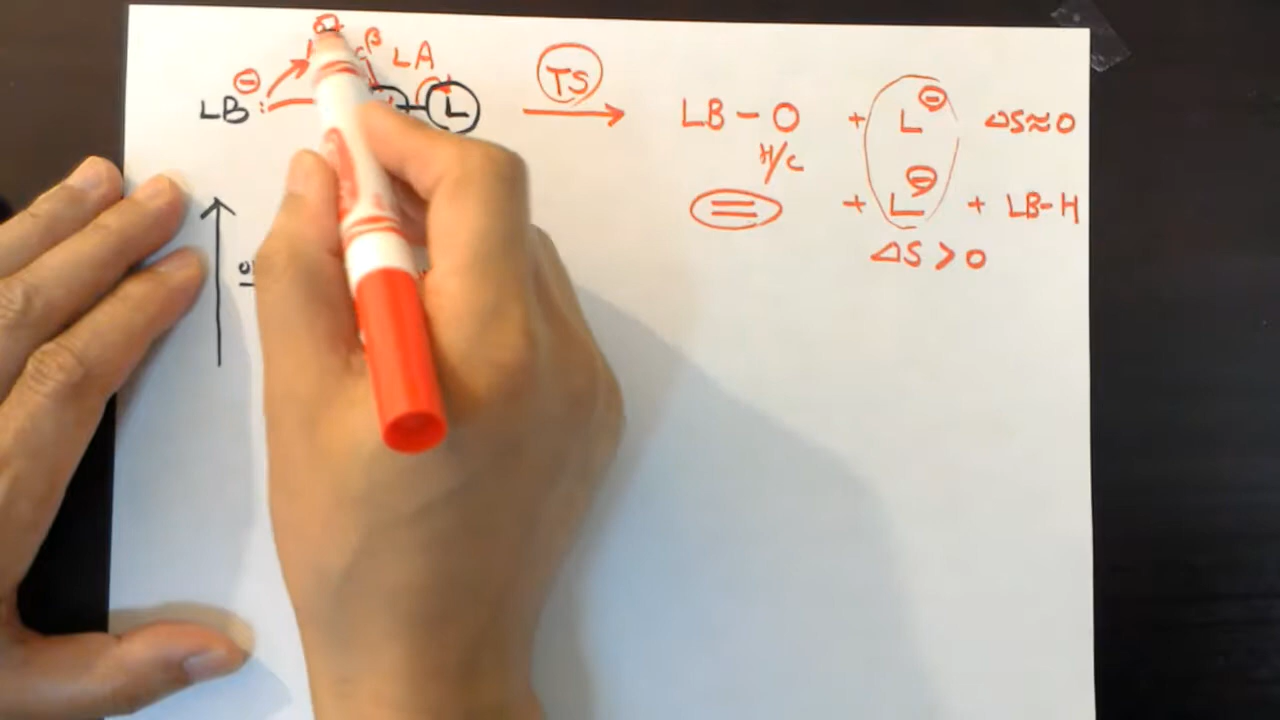 δ+
β LA
⊖
LB: L
TS
LB - O + L⊖ ΔS≈0
H/C
= + L⊖ + LB-H
ΔS > 0